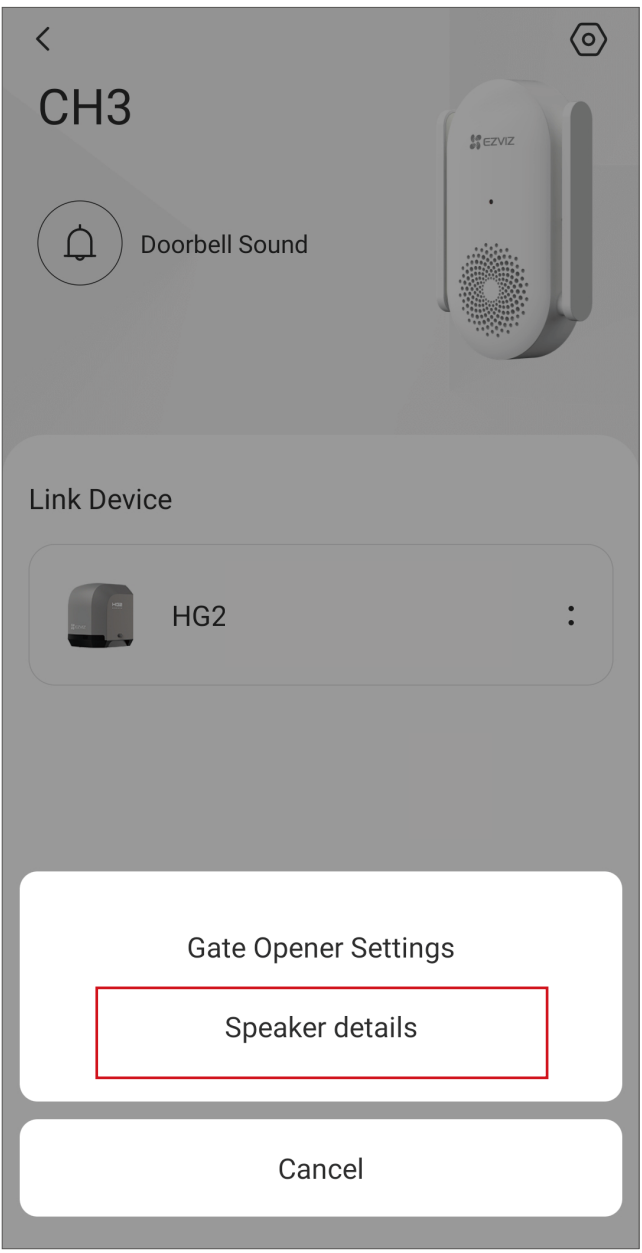 CH3
EZVIZ
Doorbell Sound
Link Device
HG2
Gate Opener Settings
Speaker details
Cancel